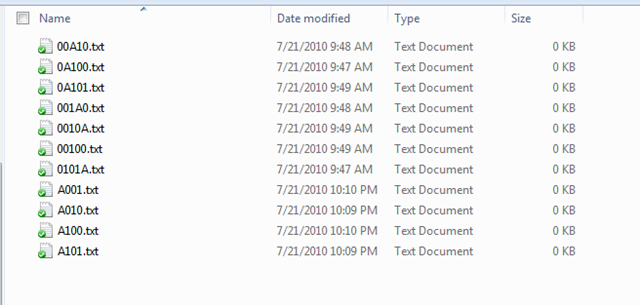 Name Date modified Type Size
00A10.txt 7/21/2010 9:48 AM Text Document 0 KB
0A100.txt 7/21/2010 9:47 AM Text Document 0 KB
0A101.txt 7/21/2010 9:49 AM Text Document 0 KB
001A0.txt 7/21/2010 9:48 AM Text Document 0 KB
0010A.txt 7/21/2010 9:49 AM Text Document 0 KB
00100.txt 7/21/2010 9:49 AM Text Document 0 KB
0101A.txt 7/21/2010 9:47 AM Text Document 0 KB
A001.txt 7/21/2010 10:10 PM Text Document 0 KB
A010.txt 7/21/2010 10:09 PM Text Document 0 KB
A100.txt 7/21/2010 10:10 PM Text Document 0 KB
A101.txt 7/21/2010 10:09 PM Text Document 0 KB